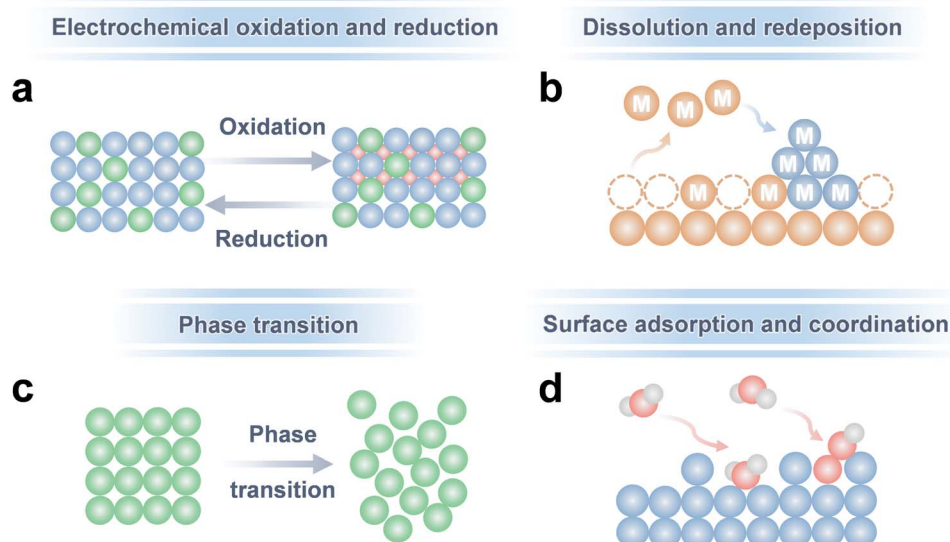 Electrochemical oxidation and reduction
Dissolution and redeposition
a
Oxidation
Reduction
b
M M M
M
M M
M M M M
Phase transition
Surface adsorption and coordination
c
Phase
transition
d